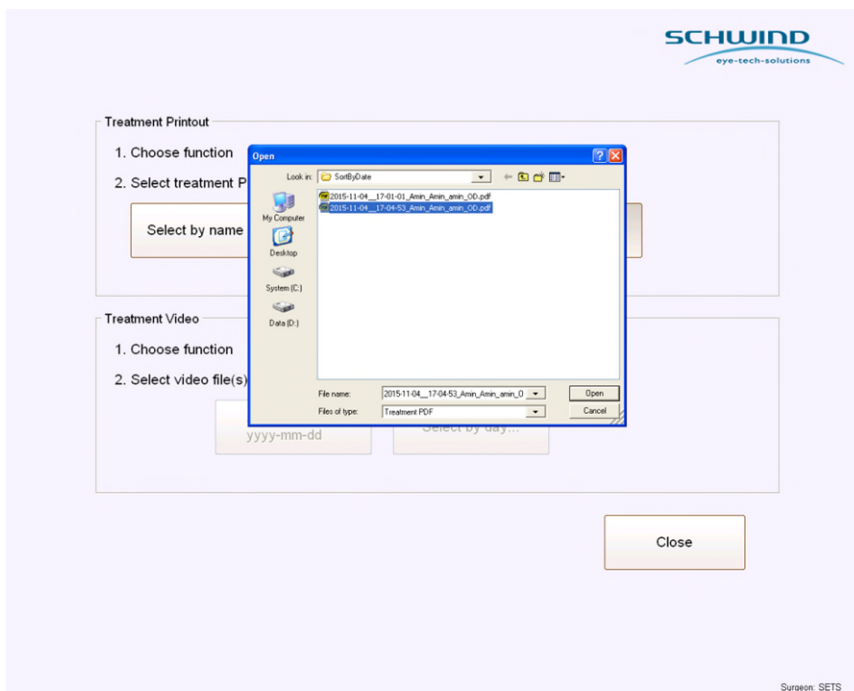 SCHWIND
eye-tech-solutions
Treatment Printout
1. Choose function
2. Select treatment P
Select by name
Open
Look in:
SortByDate
My Computer
Desktop
System (C:)
Data (D:)
2015-11-04__17-01-01_Amin_Amin_amin_OD.pdf
2015-11-04__17-04-53_Amin_Amin_amin_OD.pdf
File name:
2015-11-04__17-04-53_Amin_Amin_amin_O
Open
Files of type:
Treatment PDF
Cancel
Treatment Video
1. Choose function
2. Select video file(s)
yyyy-mm-dd
Select by day...
Close
Surgeon: SETS